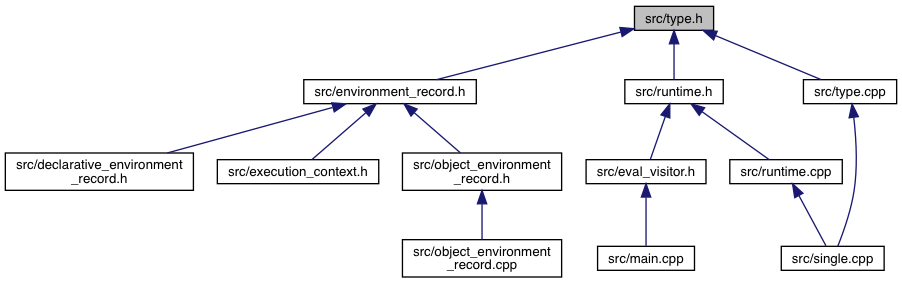 src/type.h
src/environment_record.h
src/runtime.h
src/type.cpp
src/declarative_environment
_record.h
src/execution_context.h
src/object_environment
_record.h
src/eval_visitor.h
src/runtime.cpp
src/object_environment
_record.cpp
src/main.cpp
src/single.cpp